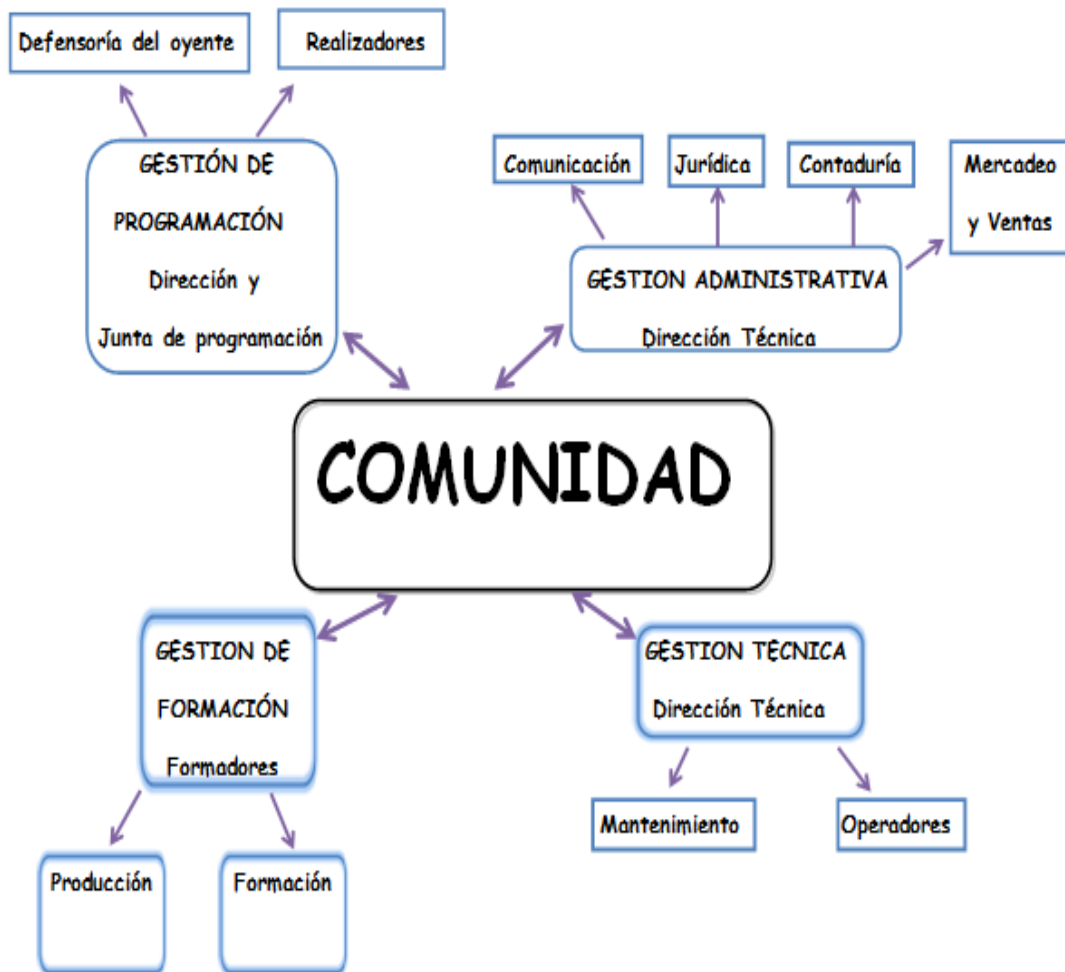 Defensoría del oyente
Realizadores
GESTIÓN DE
PROGRAMACIÓN
Dirección y
Junta de programación
Comunicación
Jurídica
Contaduría
Mercadeo
y Ventas
GESTION ADMINISTRATIVA
Dirección Técnica
COMUNIDAD
GESTION DE
FORMACIÓN
Formadores
GESTION TÉCNICA
Dirección Técnica
Mantenimiento
Operadores
Producción
Formación